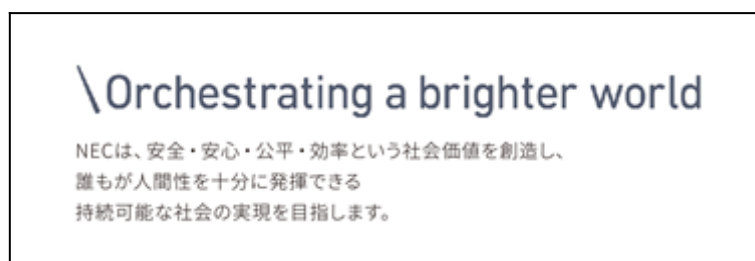 \Orchestrating a brighter world
NECは、安全・安心・公平・効率という社会価値を創造し、
誰もが人間性を十分に発揮できる
持続可能な社会の実現を目指します。